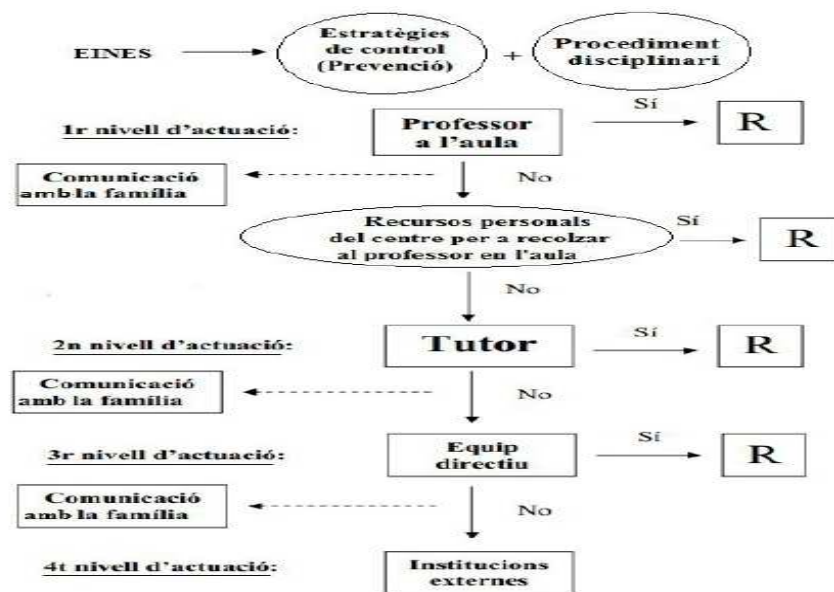 EINES
Estratègies
de control
(Prevenció)
+
Procediment
disciplinari
1r nivell d'actuació:
Professor
a l'aula
Sí
R
Comunicació
amb la família
No
Recursos personals
del centre per a recolzar
al professor en l'aula
Sí
R
No
2n nivell d'actuació:
Tutor
Sí
R
Comunicació
amb la família
No
3r nivell d'actuació:
Equip
directiu
Sí
R
Comunicació
amb la família
No
4t nivell d'actuació:
Institucions
externes